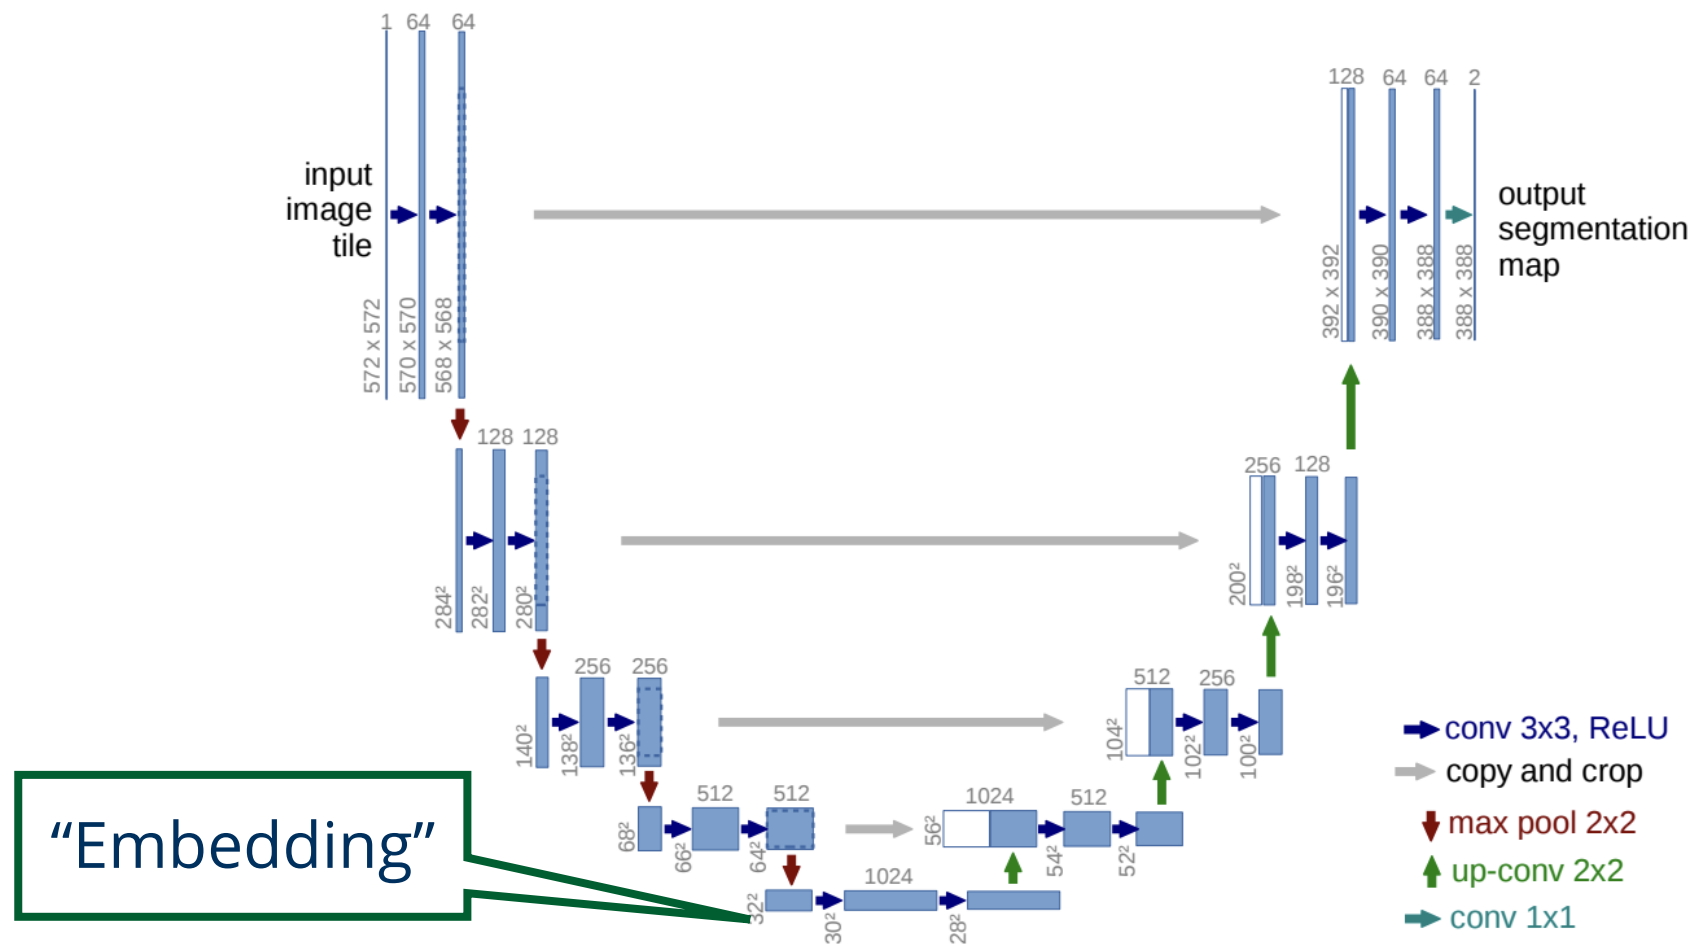 1 64 64
128 64 64 2
input
image
tile
output
segmentation
map
572 x 572
570 x 570
568 x 568
392 x 392
390 x 390
388 x 388
388 x 388
128 128
256 128
284²
282²
280²
200²
198²
196²
256 256
512 256
140²
138²
136²
104²
102²
100²
conv 3x3, ReLU
copy and crop
max pool 2x2
up-conv 2x2
conv 1x1
512 512
1024 512
68²
66²
64²
56²
54²
52²
“Embedding”
1024
32²
30²
28²